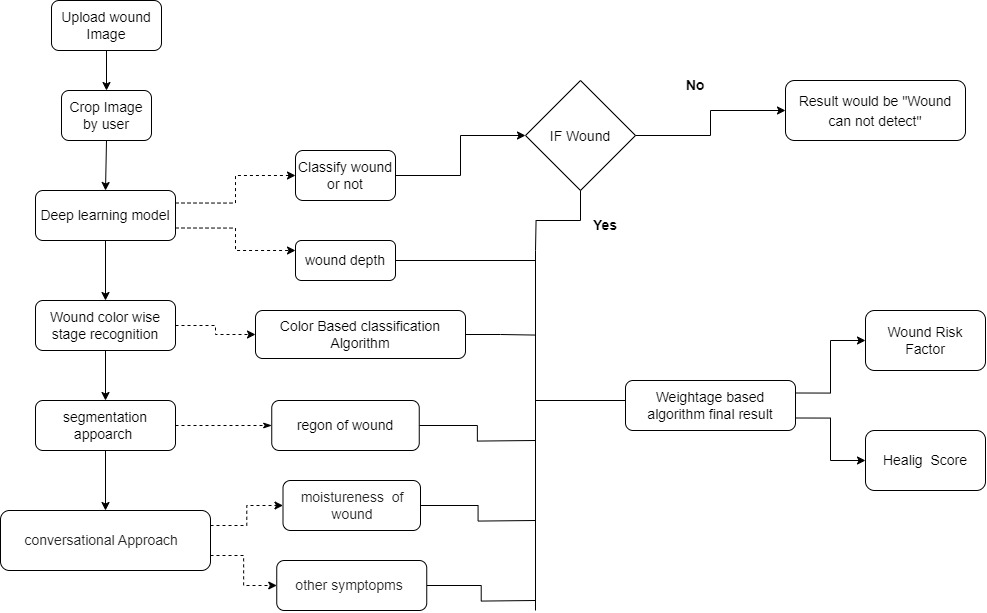 Upload wound
Image
Crop Image
by user
Deep learning model
Wound color wise
stage recognition
segmentation
appoarch
conversational Approach
Classify wound
or not
wound depth
Color Based classification
Algorithm
regon of wound
moistureness of
wound
other symptopms
IF Wound
No
Yes
Result would be "Wound
can not detect"
Weightage based
algorithm final result
Wound Risk
Factor
Healig Score